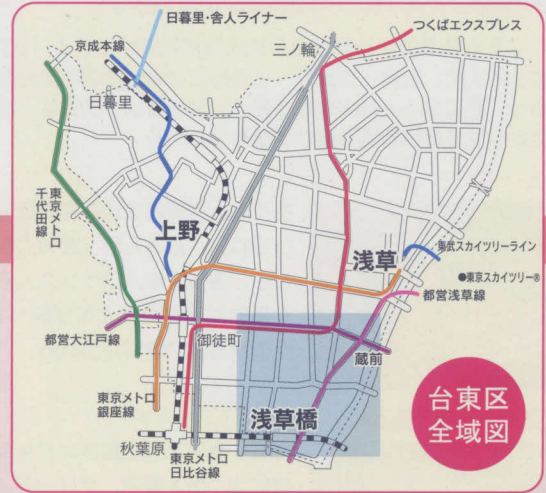 日暮里・舎人ライナー
京成本線
三ノ輪
つくばエクスプレス
日暮里
東京メトロ
千代田線
上野
浅草
東武スカイツリーライン
●東京スカイツリー®
都営浅草線
都営大江戸線
御徒町
蔵前
東京メトロ
銀座線
浅草橋
秋葉原
東京メトロ
日比谷線
台東区
全域図